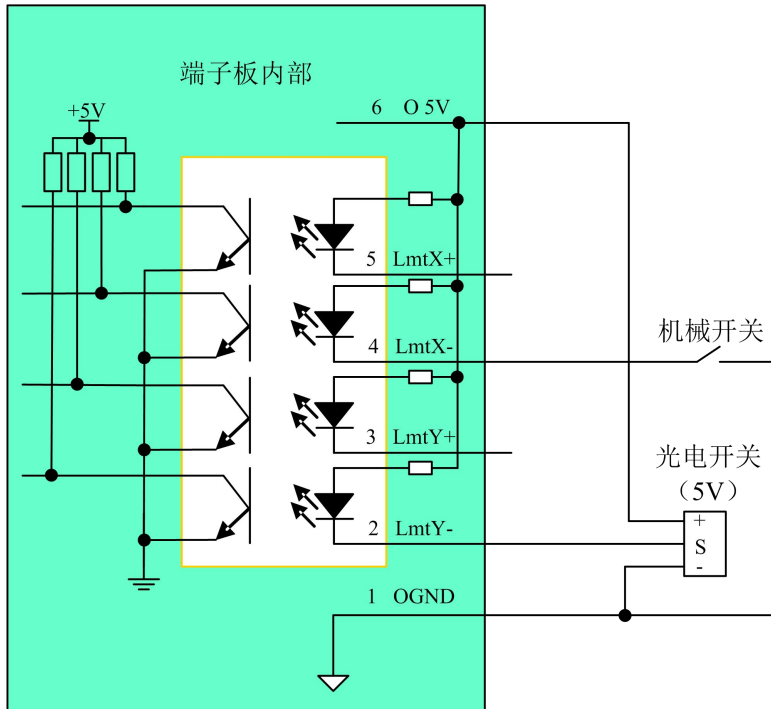 端子板内部
+5V
6 O 5V
5 LmtX+
机械开关
4 LmtX-
3 LmtY+
光电开关
（5V）
+
2 LmtY-
S
-
1 OGND